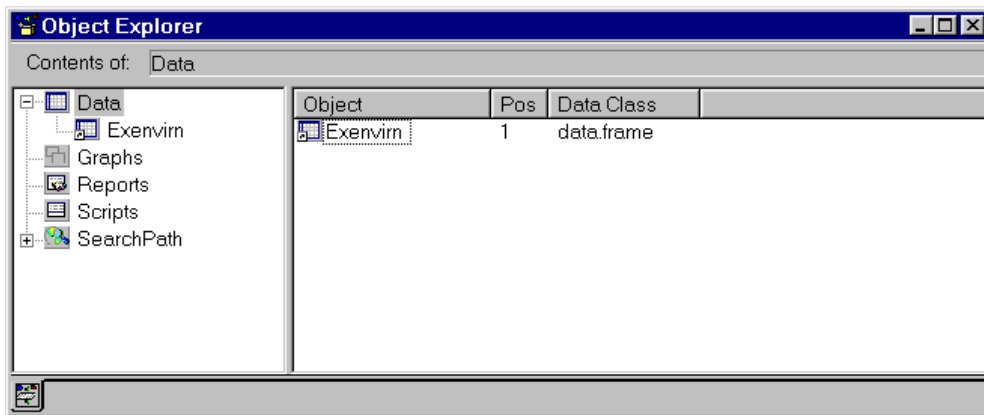 Object Explorer
Contents of: Data
Data
Exenvirn
Graphs
Reports
Scripts
SearchPath
Object Pos Data Class
Exenvirn 1 data.frame